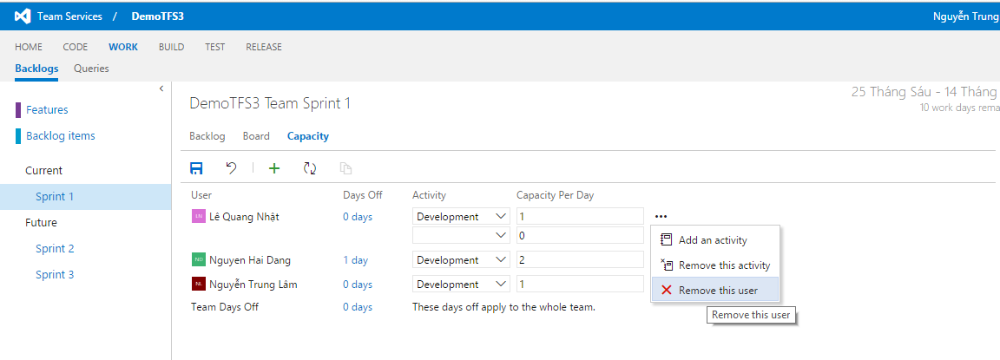 Team Services / DemoTFS3 Nguyễn Trung
HOME CODE WORK BUILD TEST RELEASE
Backlogs Queries
Features
Backlog items
Current
Sprint 1
Future
Sprint 2
Sprint 3
DemoTFS3 Team Sprint 1
25 Tháng Sáu - 14 Tháng
10 work days rema
Backlog Board Capacity
User Days Off Activity Capacity Per Day
LN Lê Quang Nhật 0 days Development 1 •••
0
Nguyen Hai Dang 1 day Development 2
NL Nguyễn Trung Lâm 0 days Development 1
Team Days Off 0 days These days off apply to the whole team.
Add an activity
Remove this activity
Remove this user
Remove this user